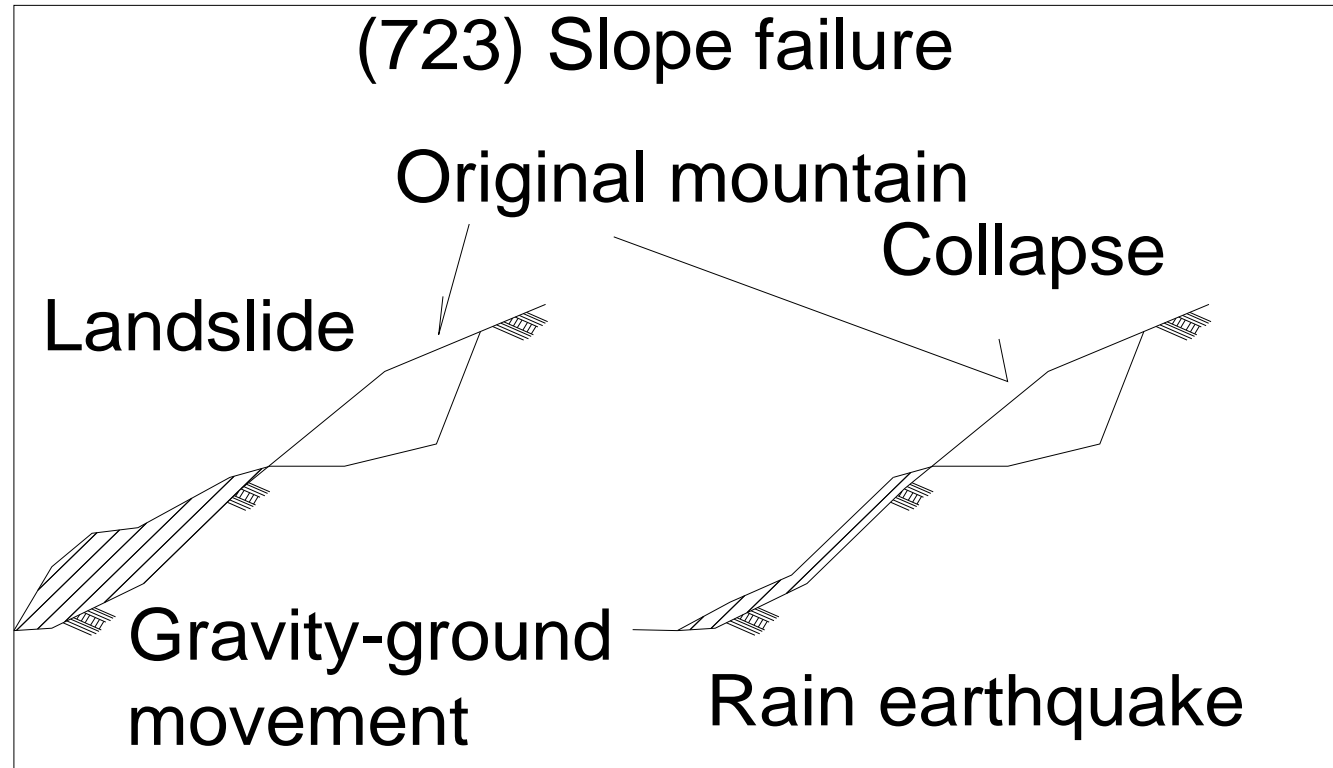 (723) Slope failure
Original mountain
Collapse
Landslide
Gravity-ground
movement
Rain earthquake